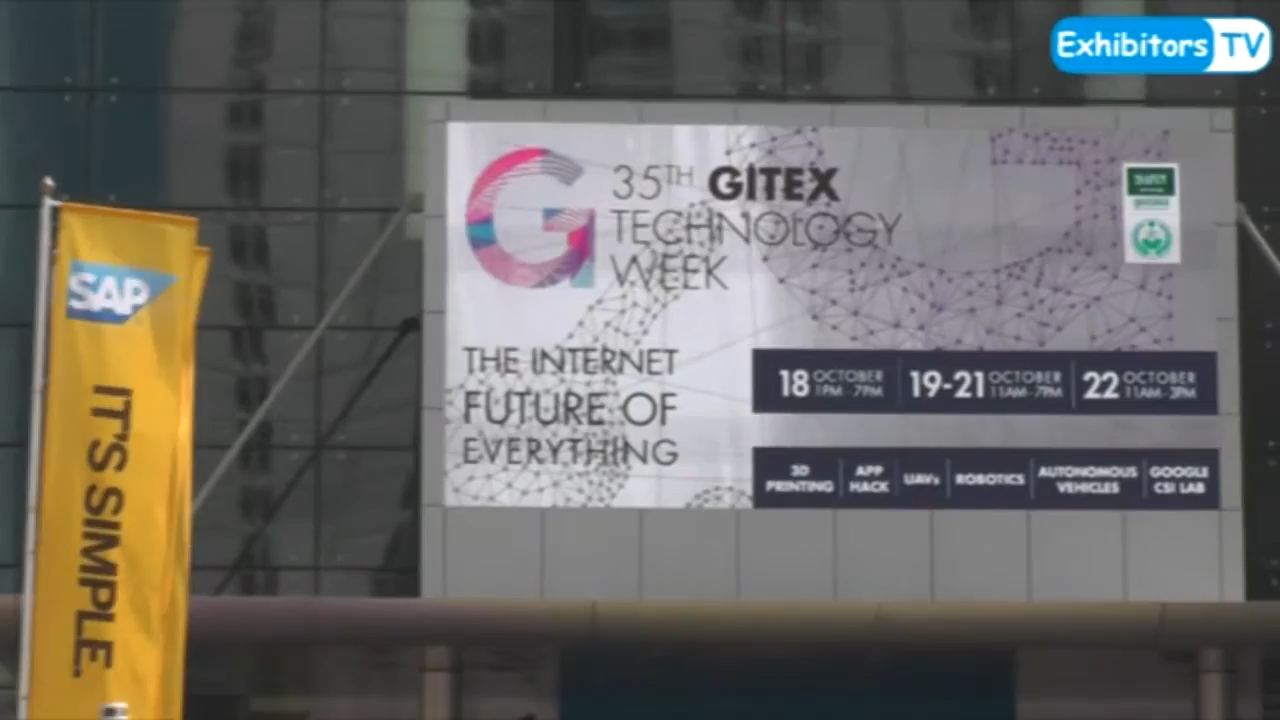 Exhibitors TV
35TH GITEX
TECHNOLOGY
WEEK
THE INTERNET
FUTURE OF
EVERYTHING
18 OCTOBER 1PM - 7PM
19-21 OCTOBER 11AM - 7PM
22 OCTOBER 11AM - 3PM
3D PRINTING
APP HACK
UAVs
ROBOTICS
AUTONOMOUS VEHICLES
GOOGLE CSI LAB
SAP
IT'S SIMPLE.